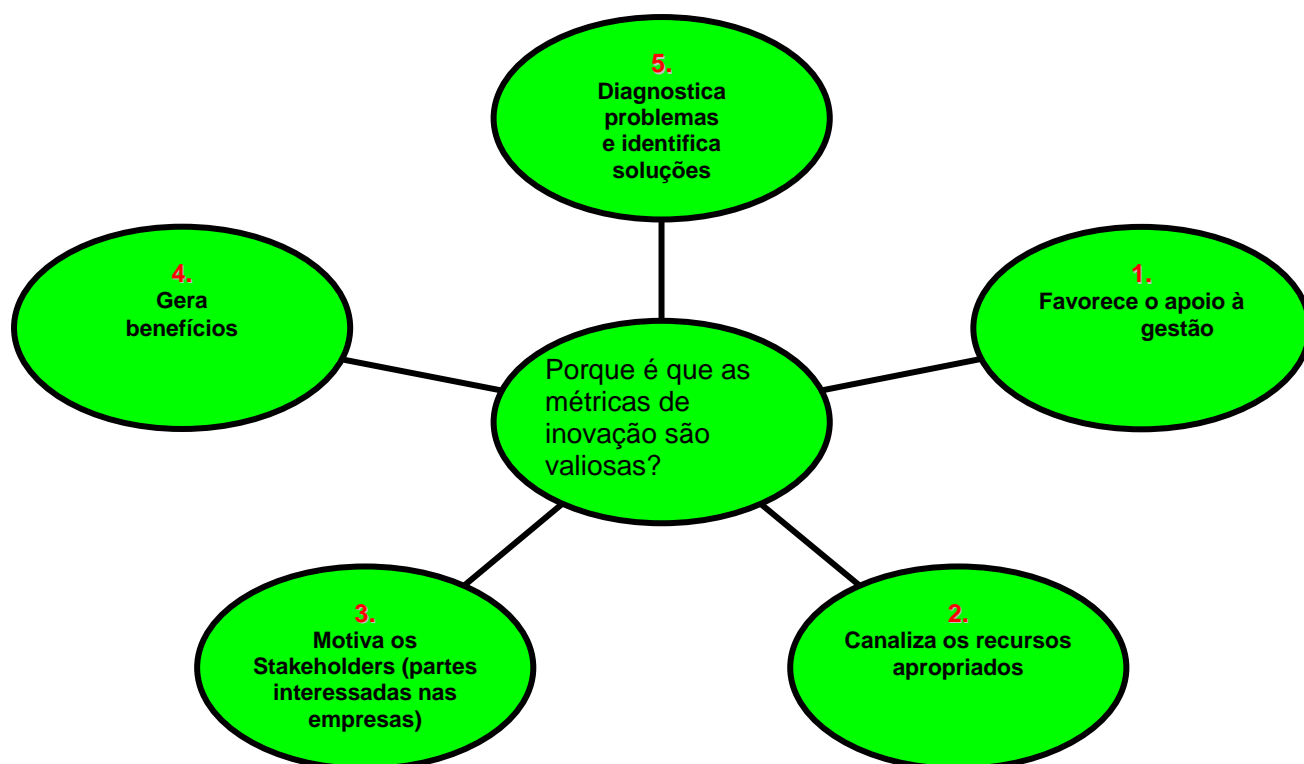 5.
Diagnostica
problemas
e identifica
soluções
4.
Gera
benefícios
1.
Favorece o apoio à
gestão
Porque é que as
métricas de
inovação são
valiosas?
3.
Motiva os
Stakeholders (partes
interessadas nas
empresas)
2.
Canaliza os recursos
apropriados